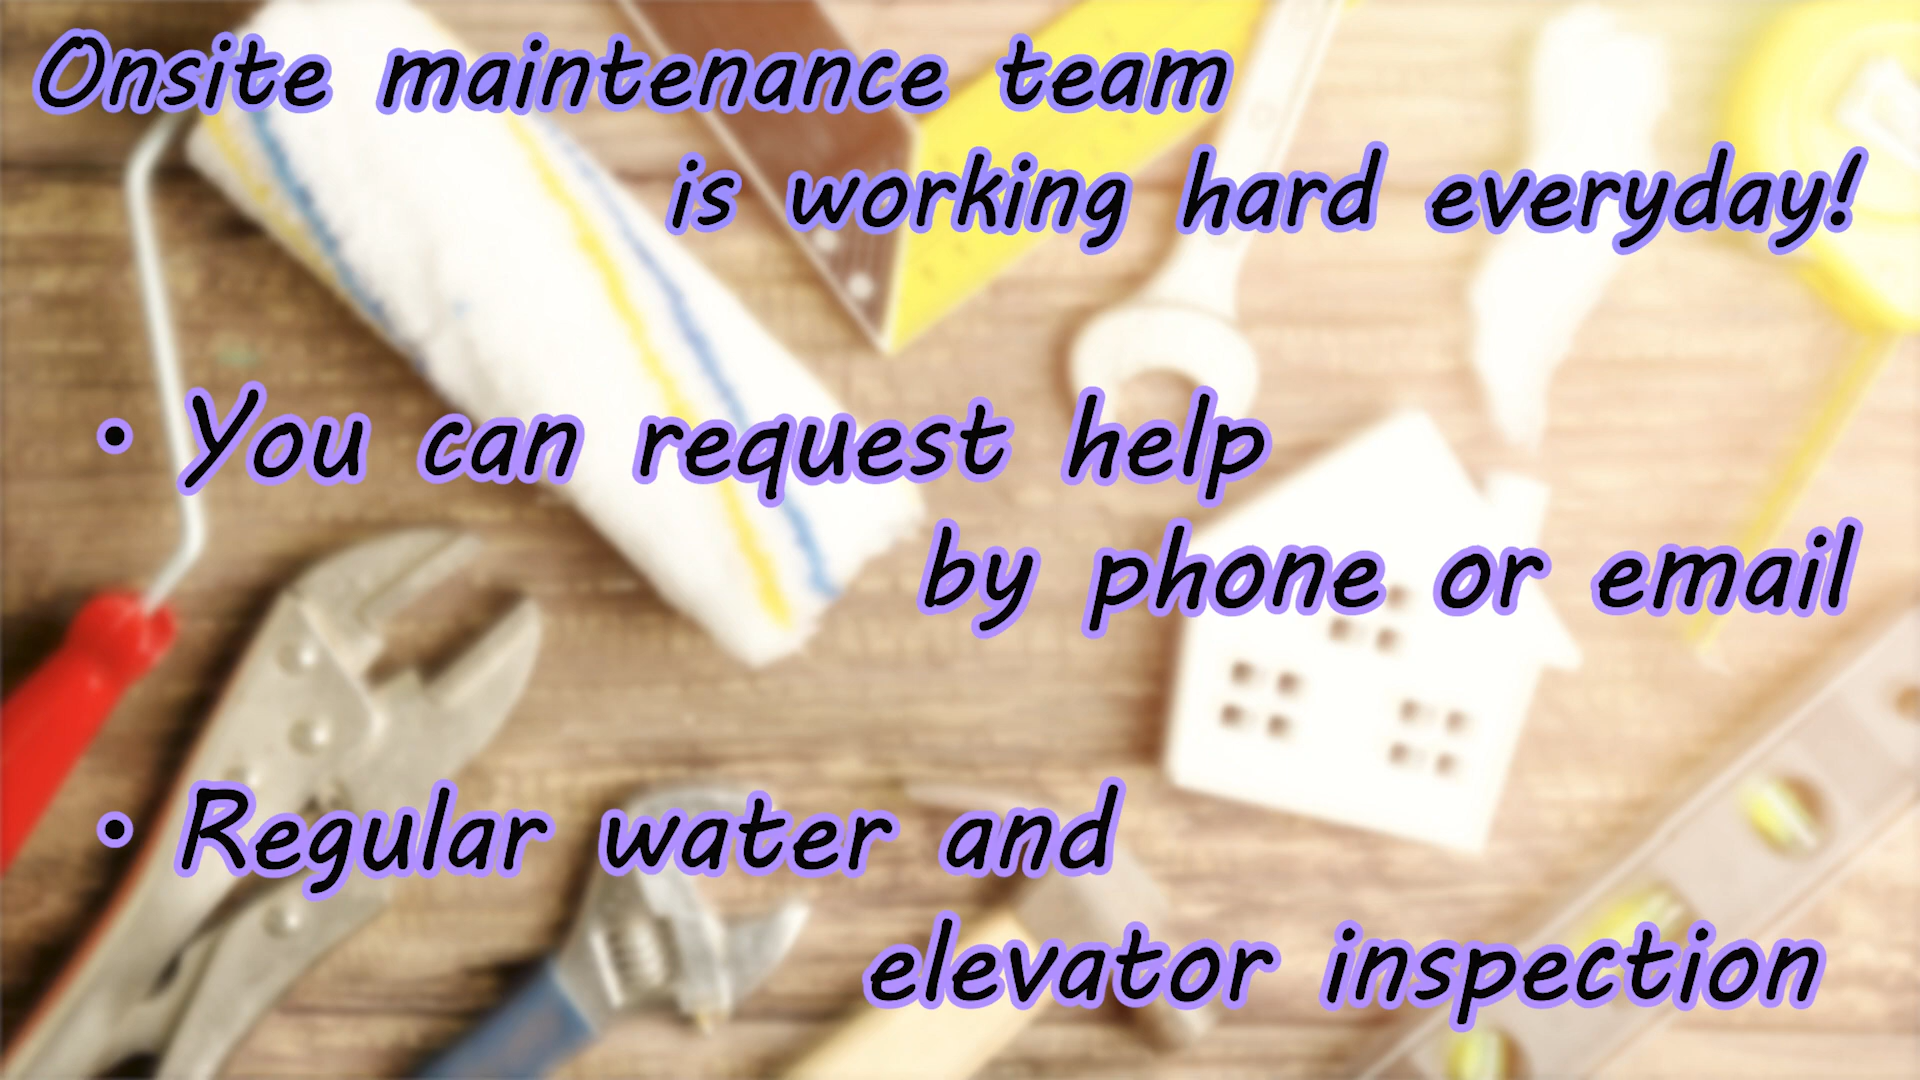 Onsite maintenance team
is working hard everyday!
・You can request help
by phone or email
・Regular water and
elevator inspection